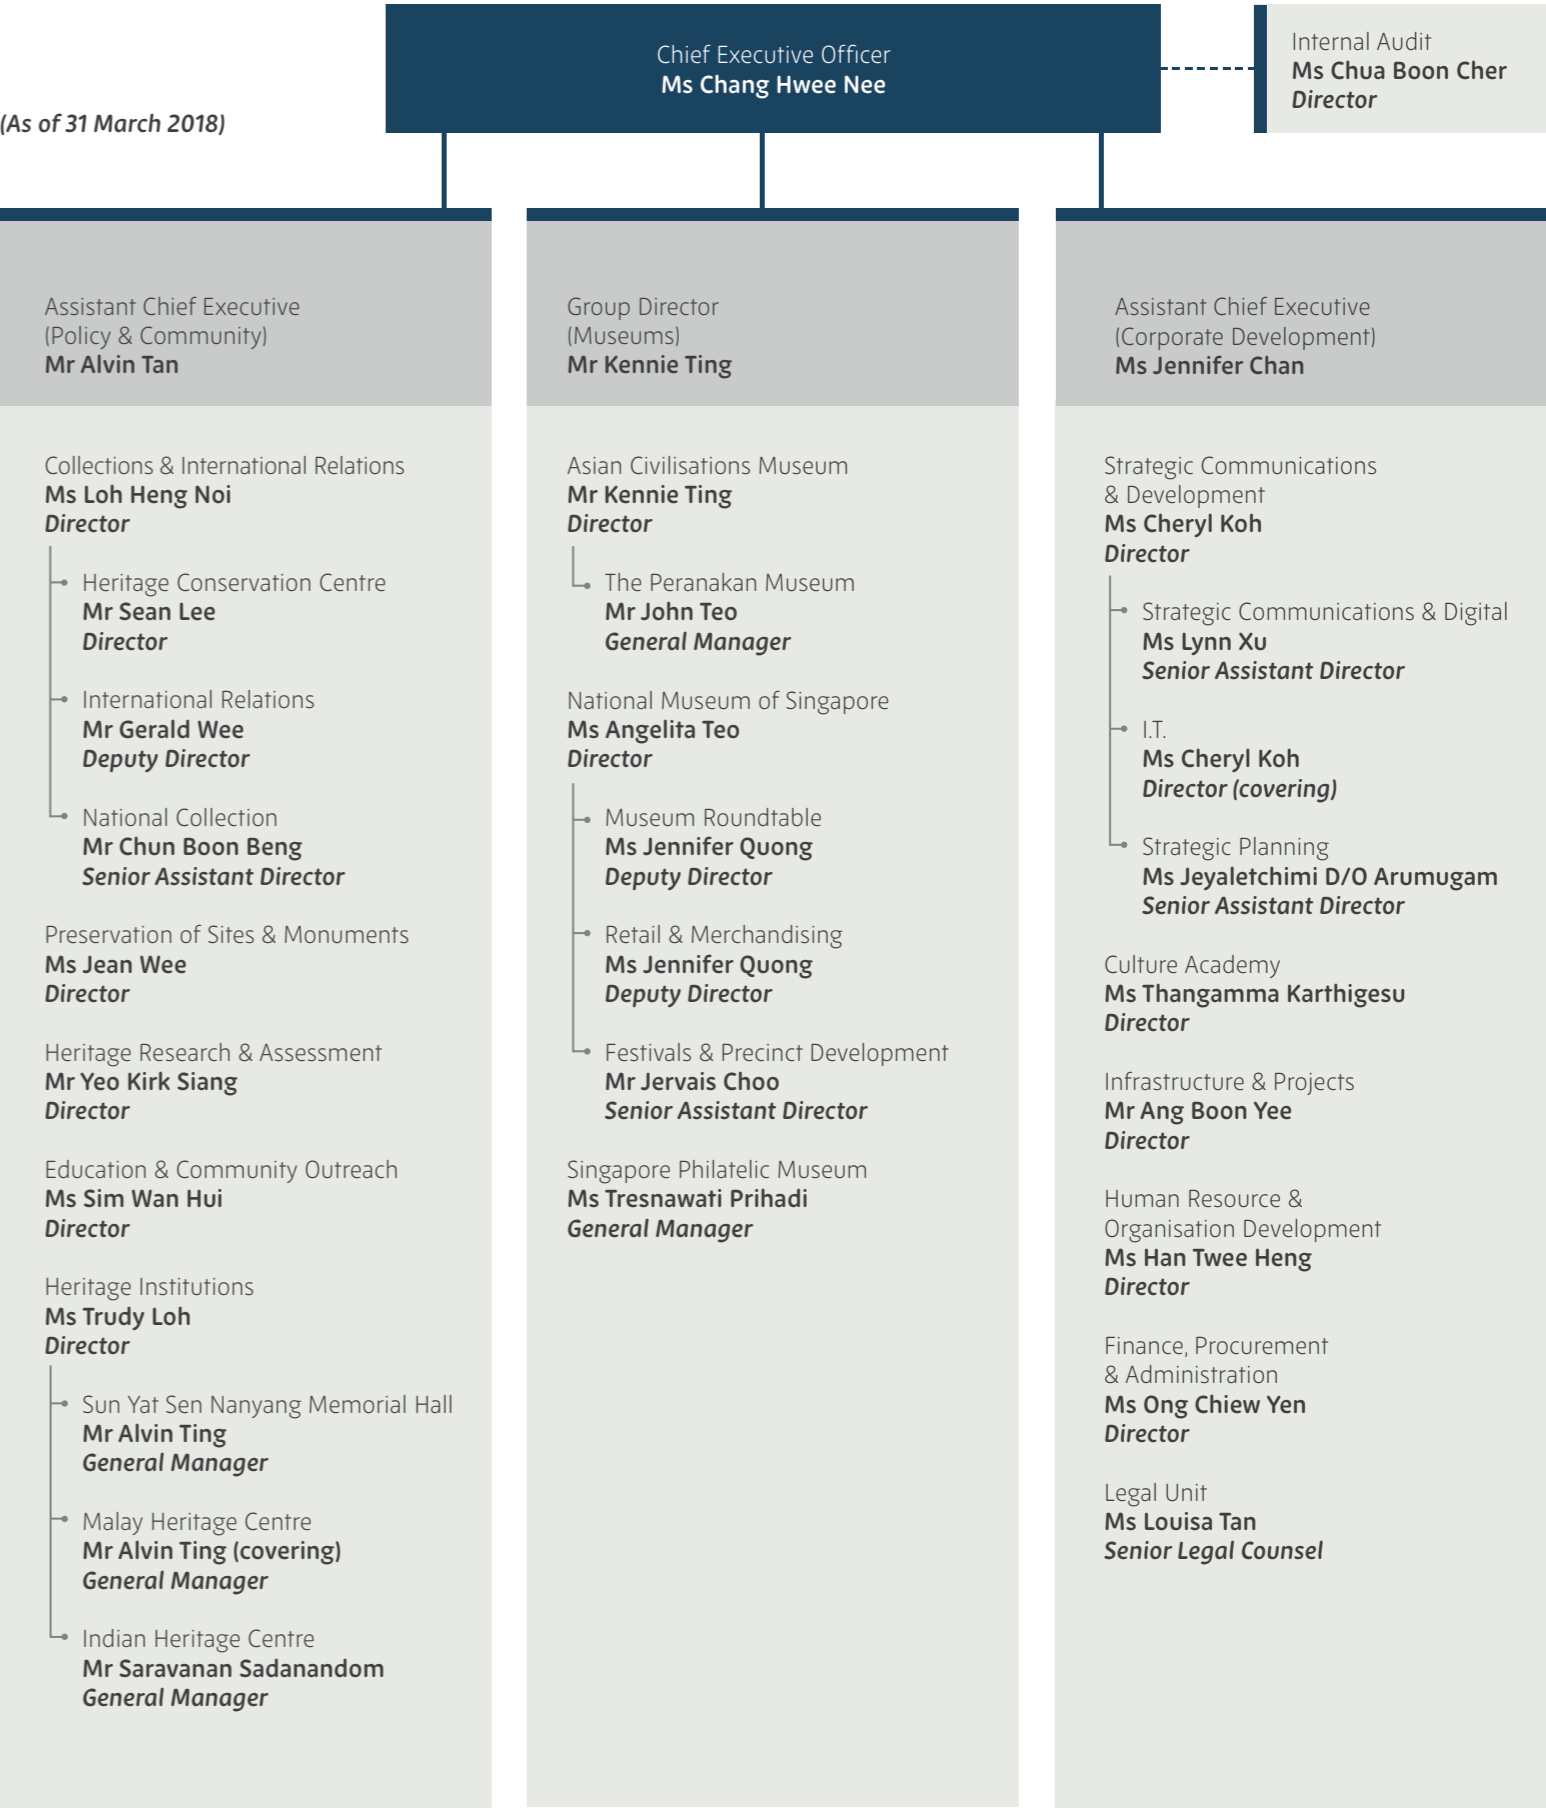 Chief Executive Officer
Ms Chang Hwee Nee
Internal Audit
Ms Chua Boon Cher
Director
(As of 31 March 2018)
Assistant Chief Executive
(Policy & Community)
Mr Alvin Tan
Collections & International Relations
Ms Loh Heng Noi
Director
Heritage Conservation Centre
Mr Sean Lee
Director
International Relations
Mr Gerald Wee
Deputy Director
National Collection
Mr Chun Boon Beng
Senior Assistant Director
Preservation of Sites & Monuments
Ms Jean Wee
Director
Heritage Research & Assessment
Mr Yeo Kirk Siang
Director
Education & Community Outreach
Ms Sim Wan Hui
Director
Heritage Institutions
Ms Trudy Loh
Director
Sun Yat Sen Nanyang Memorial Hall
Mr Alvin Ting
General Manager
Malay Heritage Centre
Mr Alvin Ting (covering)
General Manager
Indian Heritage Centre
Mr Saravanan Sadanandom
General Manager
Group Director
(Museums)
Mr Kennie Ting
Asian Civilisations Museum
Mr Kennie Ting
Director
The Peranakan Museum
Mr John Teo
General Manager
National Museum of Singapore
Ms Angelita Teo
Director
Museum Roundtable
Ms Jennifer Quong
Deputy Director
Retail & Merchandising
Ms Jennifer Quong
Deputy Director
Festivals & Precinct Development
Mr Jervais Choo
Senior Assistant Director
Singapore Philatelic Museum
Ms Tresnawati Prihadi
General Manager
Assistant Chief Executive
(Corporate Development)
Ms Jennifer Chan
Strategic Communications
& Development
Ms Cheryl Koh
Director
Strategic Communications & Digital
Ms Lynn Xu
Senior Assistant Director
I.T.
Ms Cheryl Koh
Director (covering)
Strategic Planning
Ms Jeyaletchimi D/O Arumugam
Senior Assistant Director
Culture Academy
Ms Thangamma Karthigesu
Director
Infrastructure & Projects
Mr Ang Boon Yee
Director
Human Resource &
Organisation Development
Ms Han Twee Heng
Director
Finance, Procurement
& Administration
Ms Ong Chiew Yen
Director
Legal Unit
Ms Louisa Tan
Senior Legal Counsel